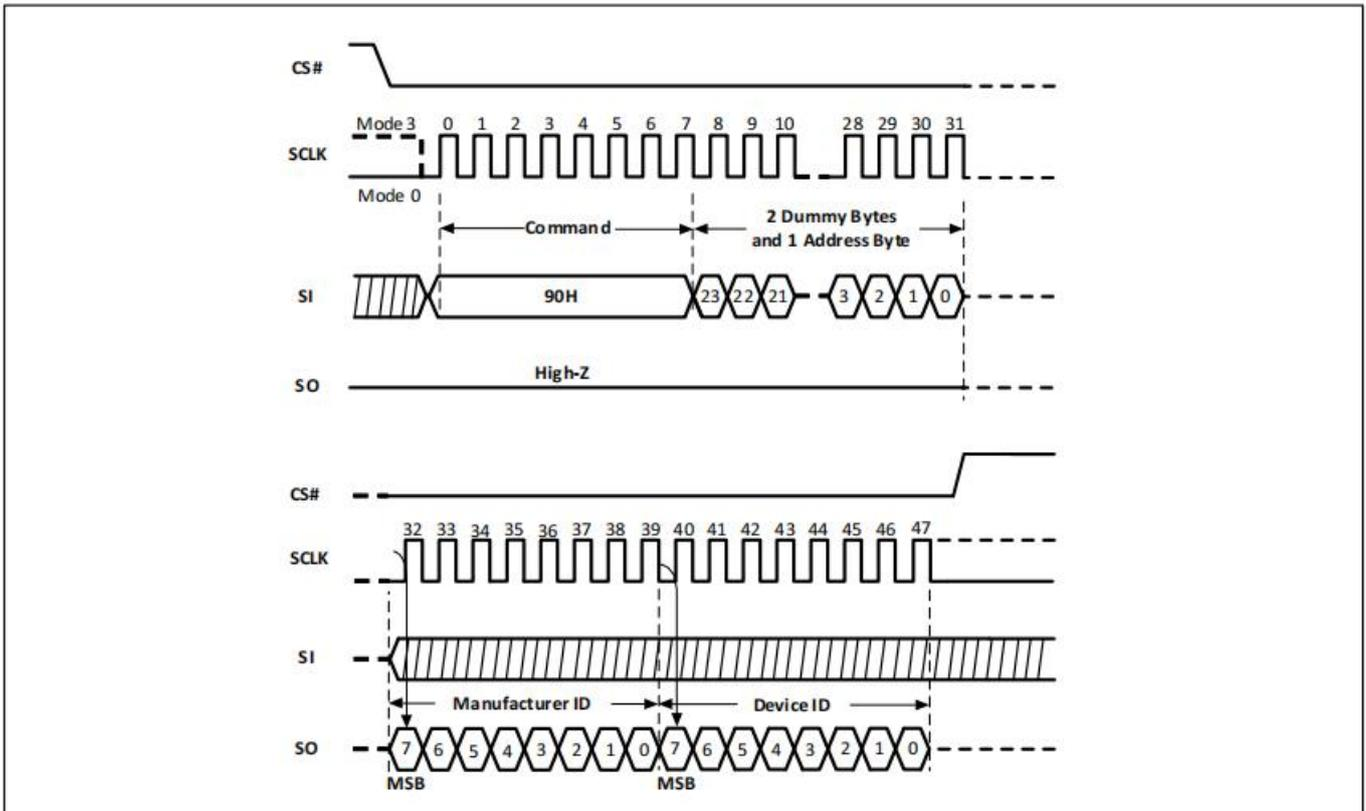 CS#
Mode 3 0 1 2 3 4 5 6 7 8 9 10 28 29 30 31
SCLK
Mode 0
Command
2 Dummy Bytes
and 1 Address Byte
SI 90H 23 22 21 3 2 1 0
High-Z
SO
CS#
32 33 34 35 36 37 38 39 40 41 42 43 44 45 46 47
SCLK
SI
Manufacturer ID Device ID
SO 7 6 5 4 3 2 1 0 7 6 5 4 3 2 1 0
MSB MSB